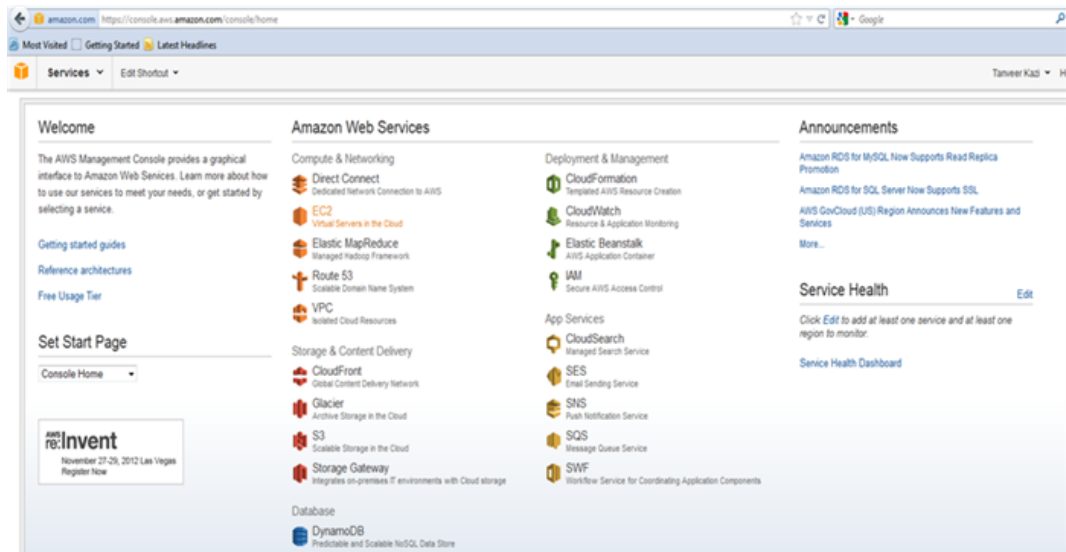 amazon.com https://console.aws.amazon.com/console/home
Google
Most Visited Getting Started Latest Headlines
Services Edit Shortcut
Tanveer Kazi
H
Welcome
The AWS Management Console provides a graphical
interface to Amazon Web Services. Learn more about how
to use our services to meet your needs, or get started by
selecting a service.
Getting started guides
Reference architectures
Free Usage Tier
Set Start Page
Console Home
AWS
re:Invent
November 27-29, 2012 Las Vegas
Register Now
Amazon Web Services
Compute & Networking
Direct Connect
Dedicated Network Connection to AWS
EC2
Virtual Servers in the Cloud
Elastic MapReduce
Managed Hadoop Framework
Route 53
Scalable Domain Name System
VPC
Isolated Cloud Resources
Storage & Content Delivery
CloudFront
Global Content Delivery Network
Glacier
Archive Storage in the Cloud
S3
Scalable Storage in the Cloud
Storage Gateway
Integrates on-premises IT environments with Cloud storage
Database
DynamoDB
Predictable and Scalable NoSQL Data Store
Deployment & Management
CloudFormation
Templated AWS Resource Creation
CloudWatch
Resource & Application Monitoring
Elastic Beanstalk
AWS Application Container
IAM
Secure AWS Access Control
App Services
CloudSearch
Managed Search Service
SES
Email Sending Service
SNS
Push Notification Service
SQS
Message Queue Service
SWF
Workflow Service for Coordinating Application Components
Announcements
Amazon RDS for MySQL Now Supports Read Replica
Promotion
Amazon RDS for SQL Server Now Supports SSL
AWS GovCloud (US) Region Announces New Features and
Services
More...
Service Health
Edit
Click Edit to add at least one service and at least one
region to monitor.
Service Health Dashboard